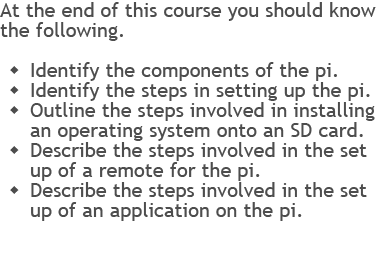 At the end of this course you should know
the following.
◆ Identify the components of the pi.
◆ Identify the steps in setting up the pi.
◆ Outline the steps involved in installing
an operating system onto an SD card.
◆ Describe the steps involved in the set
up of a remote for the pi.
◆ Describe the steps involved in the set
up of an application on the pi.